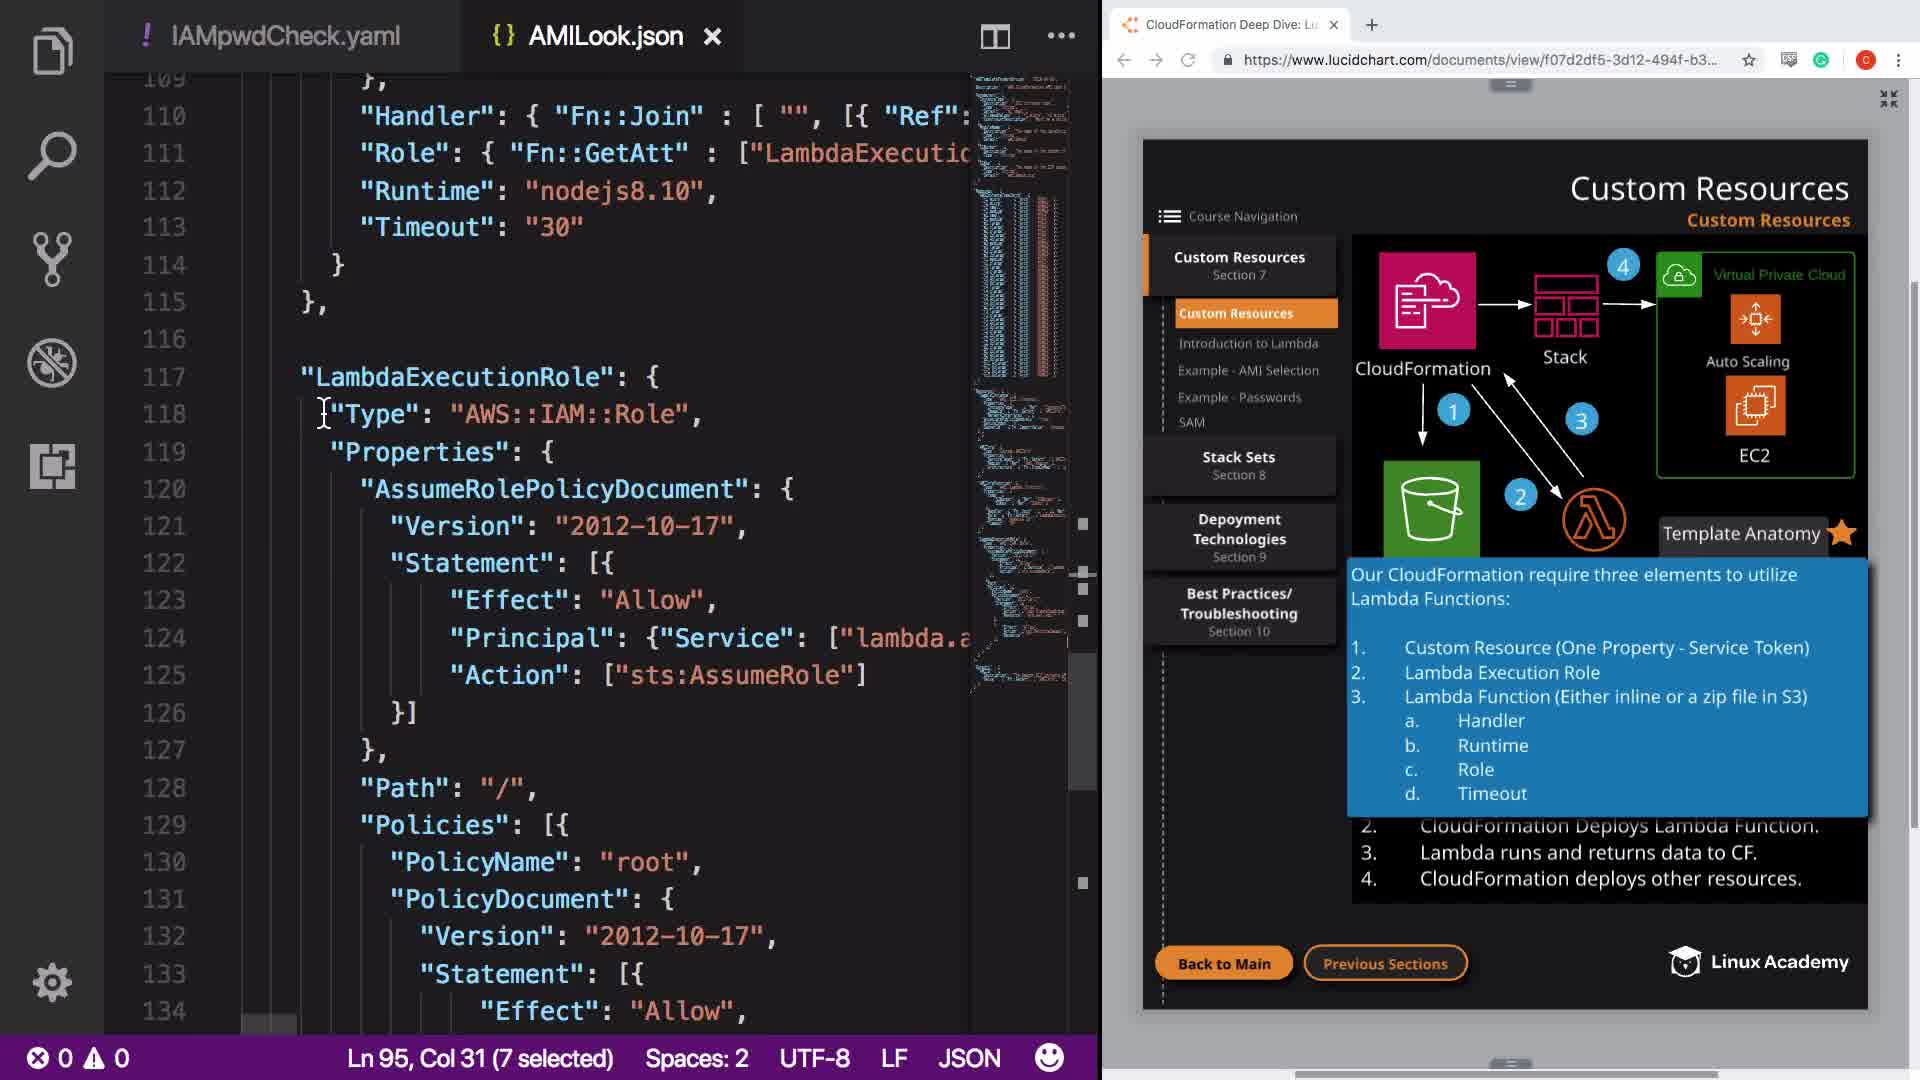 IAMpwdCheck.yaml
{} AMILook.json
109 },
110 "Handler": { "Fn::Join" : [ "", [{ "Ref":
111 "Role": { "Fn::GetAtt" : ["LambdaExecutio
112 "Runtime": "nodejs8.10",
113 "Timeout": "30"
114 }
115 },
116
117 "LambdaExecutionRole": {
118 "Type": "AWS::IAM::Role",
119 "Properties": {
120 "AssumeRolePolicyDocument": {
121 "Version": "2012-10-17",
122 "Statement": [{
123 "Effect": "Allow",
124 "Principal": {"Service": ["lambda.a
125 "Action": ["sts:AssumeRole"]
126 }]
127 },
128 "Path": "/",
129 "Policies": [{
130 "PolicyName": "root",
131 "PolicyDocument": {
132 "Version": "2012-10-17",
133 "Statement": [{
134 "Effect": "Allow",
0 0 Ln 95, Col 31 (7 selected) Spaces: 2 UTF-8 LF JSON
CloudFormation Deep Dive: Lu
https://www.lucidchart.com/documents/view/f07d2df5-3d12-494f-b3...
C
Custom Resources
Custom Resources
Course Navigation
Custom Resources
Section 7
Custom Resources
Introduction to Lambda
Example - AMI Selection
Example - Passwords
SAM
Stack Sets
Section 8
Depoyment
Technologies
Section 9
Best Practices/
Troubleshooting
Section 10
4
Virtual Private Cloud
Auto Scaling
Stack
CloudFormation
1
3
EC2
2
Template Anatomy
Our CloudFormation require three elements to utilize
Lambda Functions:
1. Custom Resource (One Property - Service Token)
2. Lambda Execution Role
3. Lambda Function (Either inline or a zip file in S3)
a. Handler
b. Runtime
c. Role
d. Timeout
2. CloudFormation Deploys Lambda Function.
3. Lambda runs and returns data to CF.
4. CloudFormation deploys other resources.
Back to Main
Previous Sections
Linux Academy